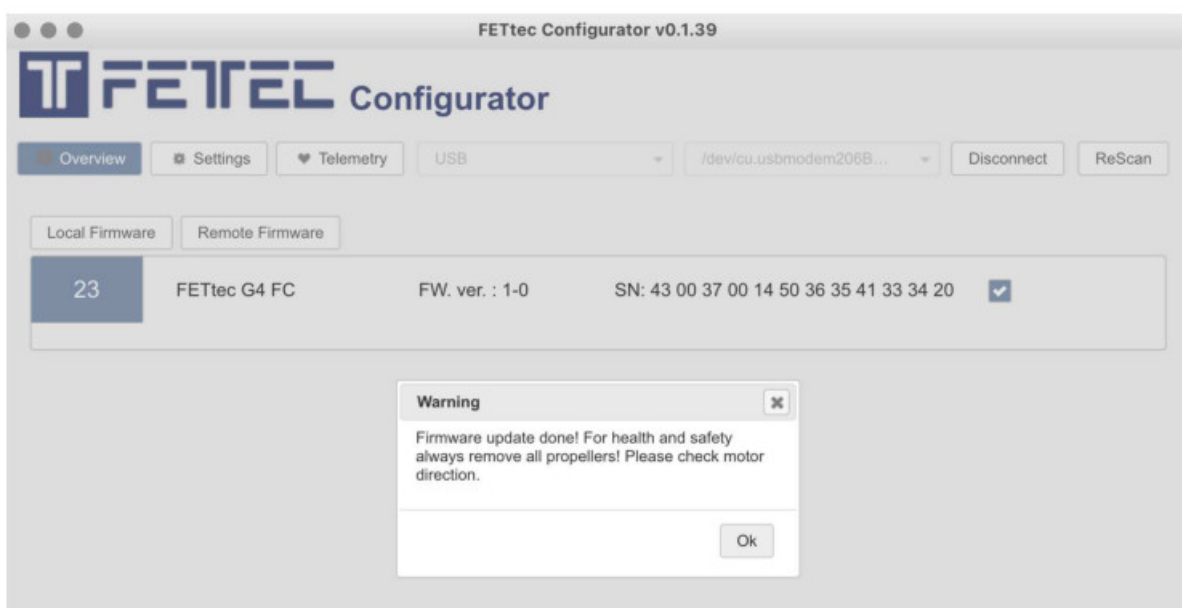 FETtec Configurator v0.1.39
FETTEC Configurator
Overview Settings Telemetry USB /dev/cu.usbmodem206B... Disconnect ReScan
Local Firmware Remote Firmware
23 FETtec G4 FC FW. ver. : 1-0 SN: 43 00 37 00 14 50 36 35 41 33 34 20
Warning
Firmware update done! For health and safety
always remove all propellers! Please check motor
direction.
Ok